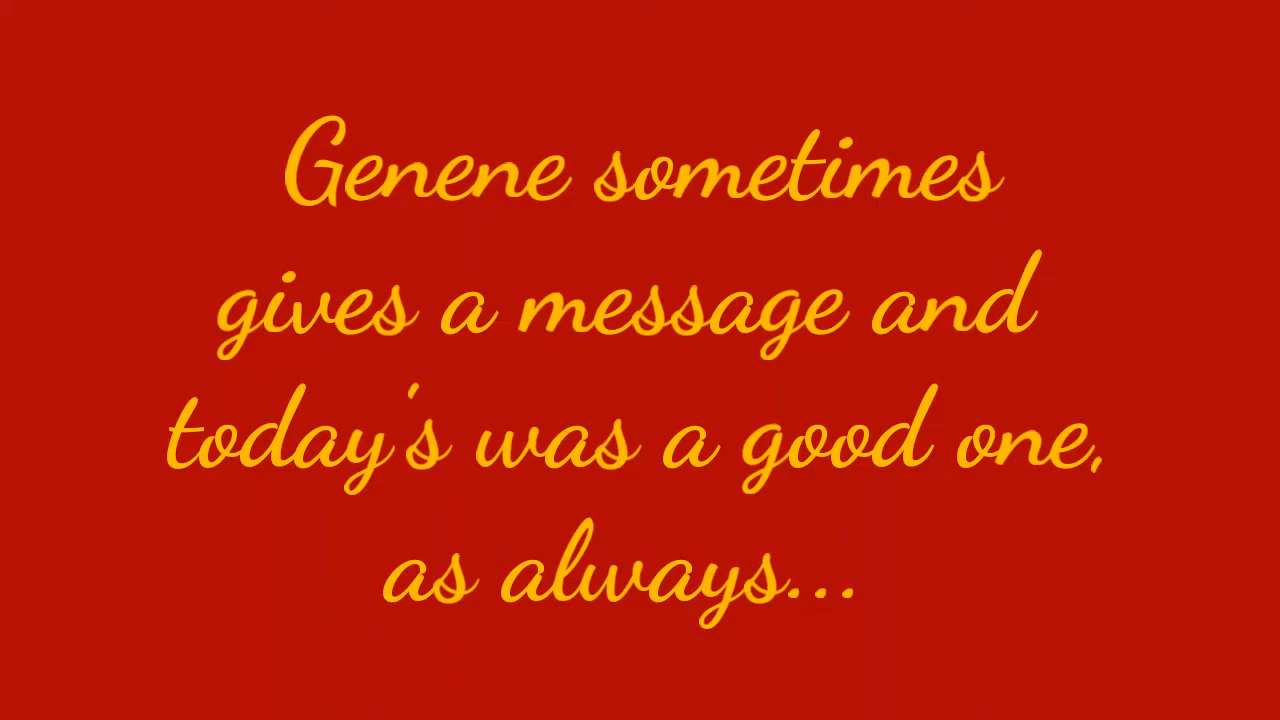 Genene sometimes
gives a message and
today's was a good one,
as always...